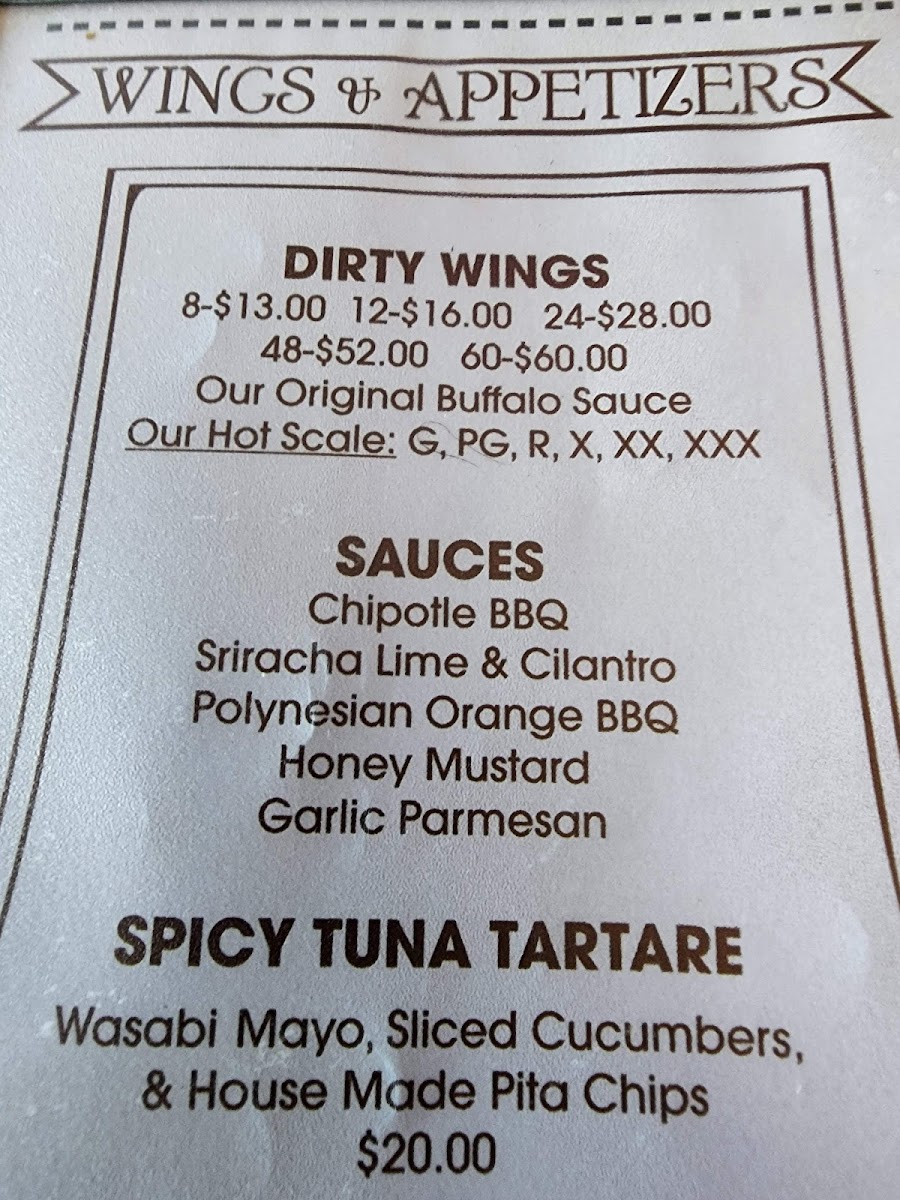 WINGS & APPETIZERS
DIRTY WINGS
8-$13.00 12-$16.00 24-$28.00
48-$52.00 60-$60.00
Our Original Buffalo Sauce
Our Hot Scale: G, PG, R, X, XX, XXX
SAUCES
Chipotle BBQ
Sriracha Lime & Cilantro
Polynesian Orange BBQ
Honey Mustard
Garlic Parmesan
SPICY TUNA TARTARE
Wasabi Mayo, Sliced Cucumbers,
& House Made Pita Chips
$20.00